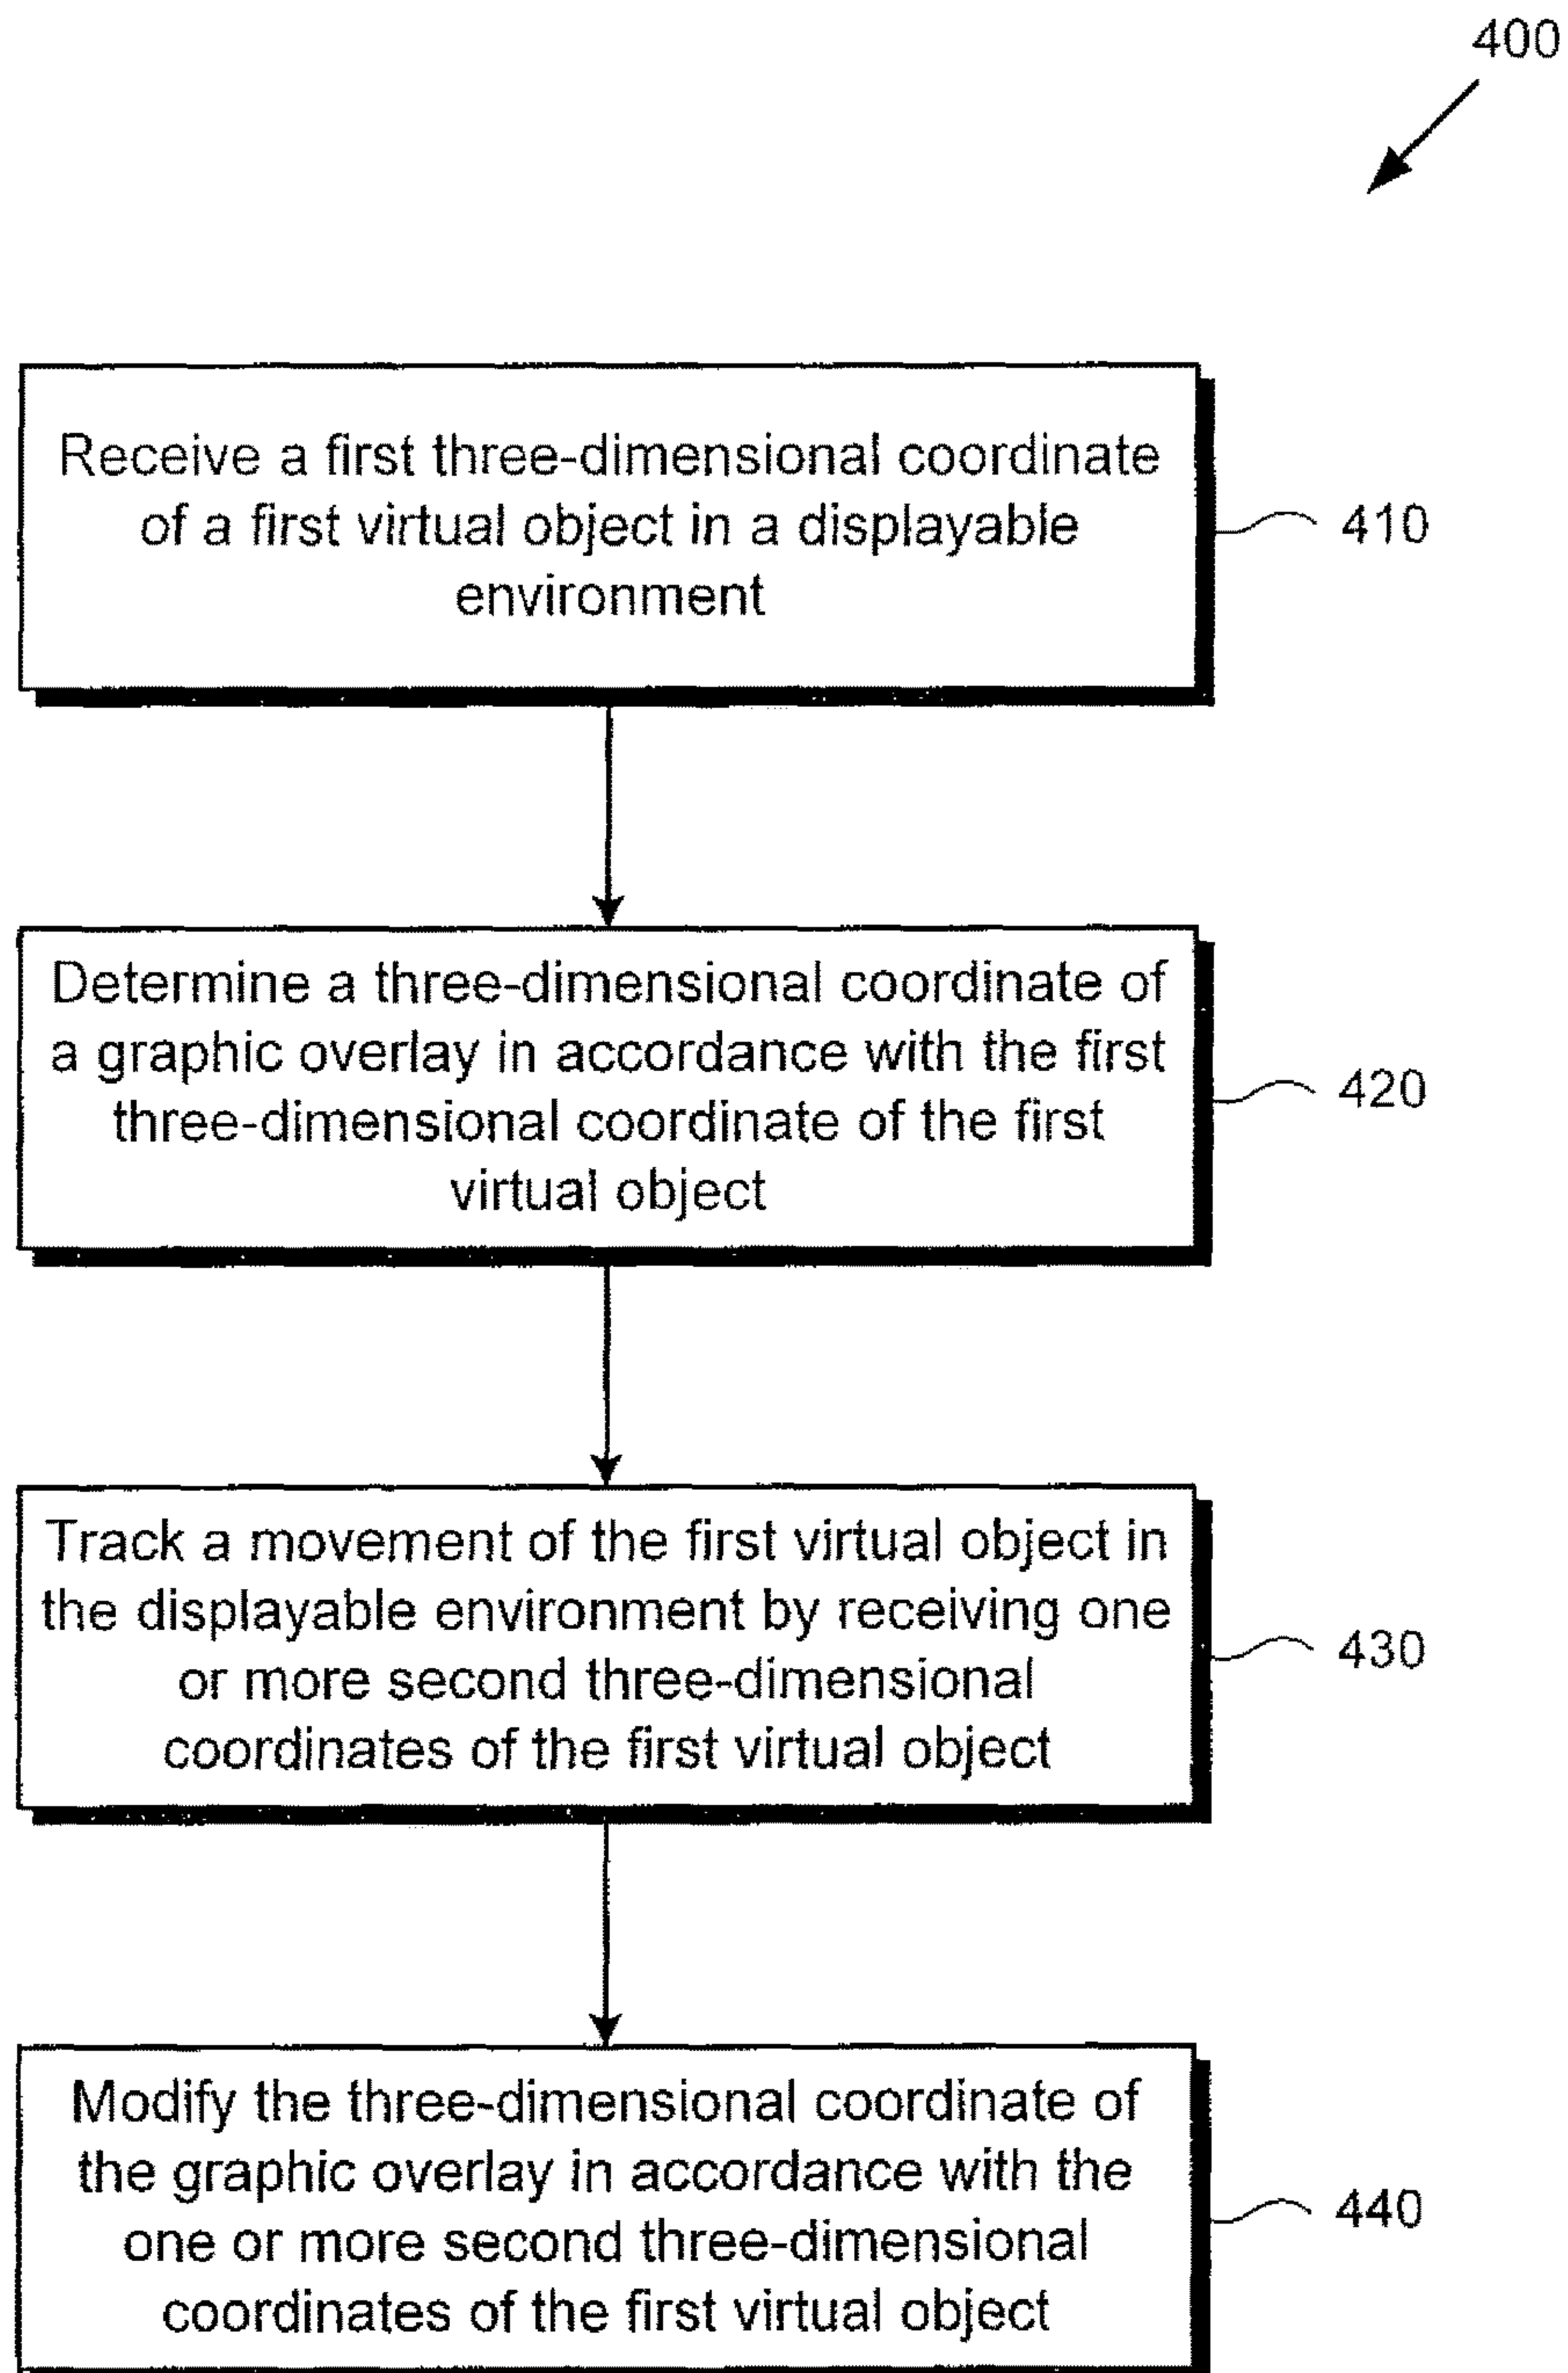 400
Receive a first three-dimensional coordinate
of a first virtual object in a displayable
environment
410
Determine a three-dimensional coordinate of
a graphic overlay in accordance with the first
three-dimensional coordinate of the first
virtual object
420
Track a movement of the first virtual object in
the displayable environment by receiving one
or more second three-dimensional
coordinates of the first virtual object
430
Modify the three-dimensional coordinate of
the graphic overlay in accordance with the
one or more second three-dimensional
coordinates of the first virtual object
440